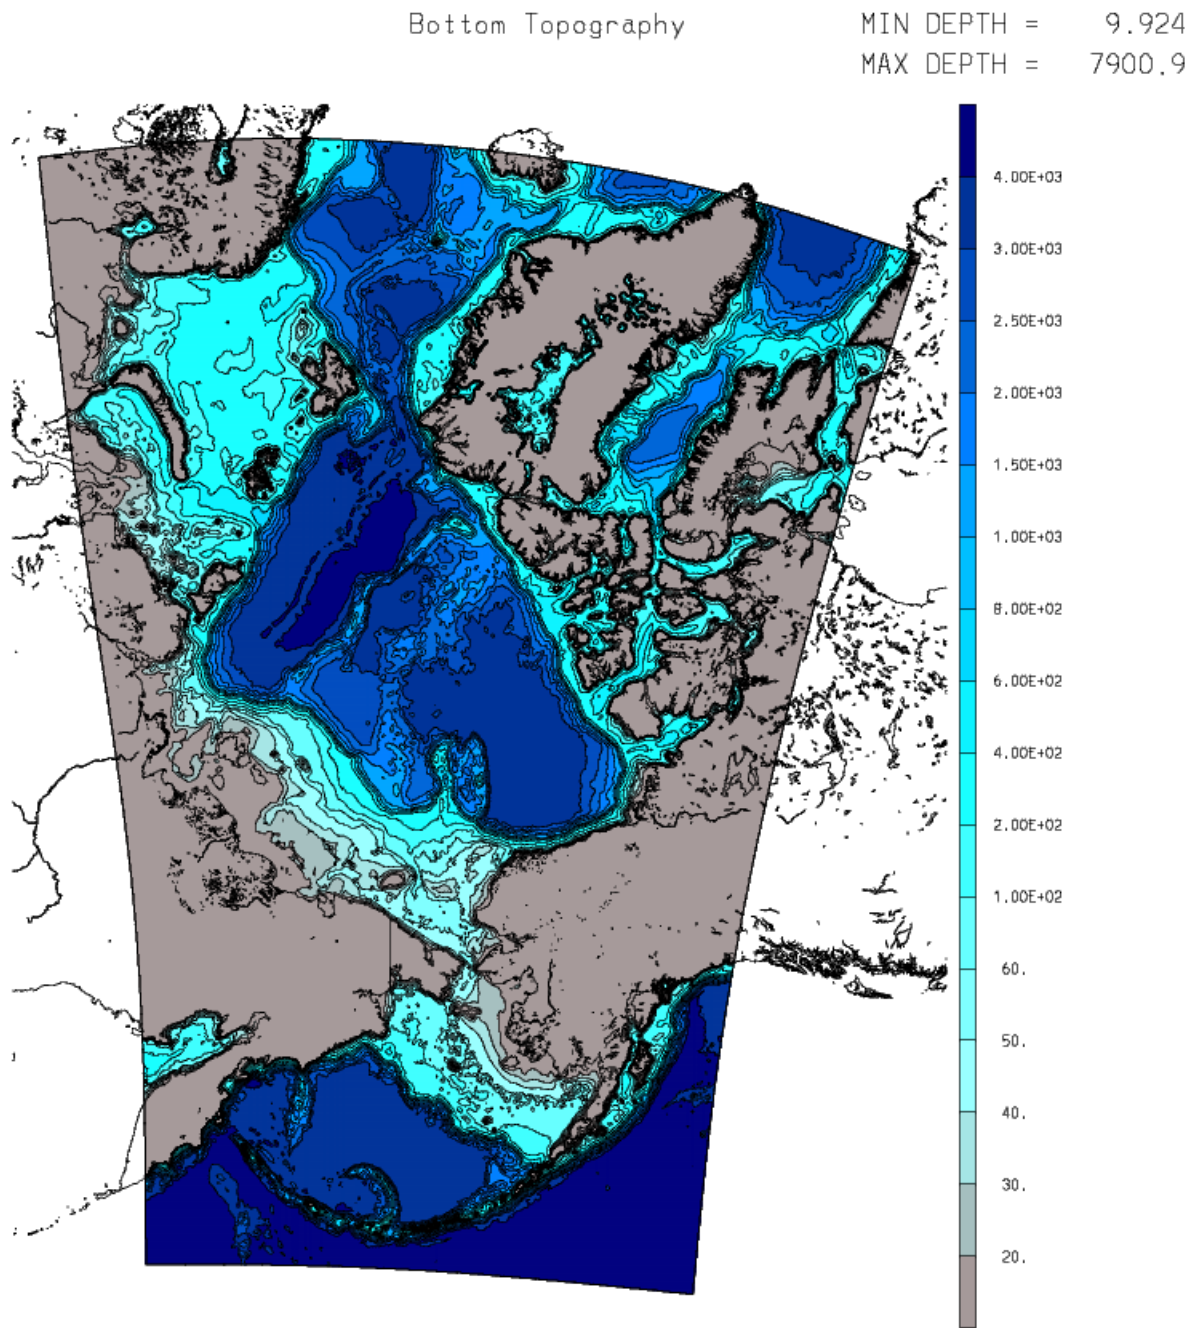 Bottom Topography
MIN DEPTH = 9.924
MAX DEPTH = 7900.9
4.00E+03
3.00E+03
2.50E+03
2.00E+03
1.50E+03
1.00E+03
8.00E+02
6.00E+02
4.00E+02
2.00E+02
1.00E+02
60.
50.
40.
30.
20.